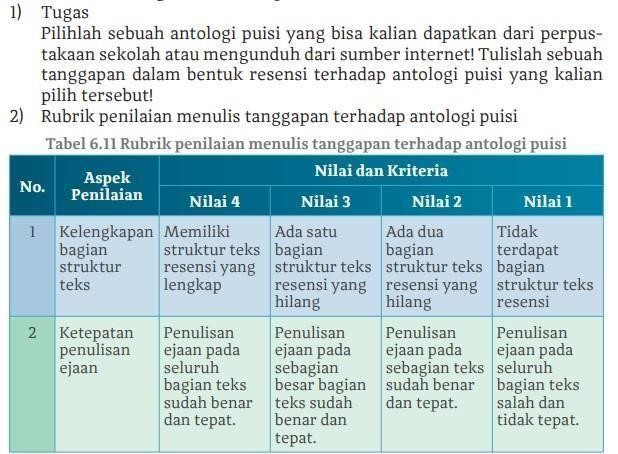 1) Tugas
Pilihlah sebuah antologi puisi yang bisa kalian dapatkan dari perpus-
takaan sekolah atau mengunduh dari sumber internet! Tulislah sebuah
tanggapan dalam bentuk resensi terhadap antologi puisi yang kalian
pilih tersebut!
2) Rubrik penilaian menulis tanggapan terhadap antologi puisi
Tabel 6.11 Rubrik penilaian menulis tanggapan terhadap antologi puisi
No.
Aspek
Penilaian
Nilai dan Kriteria
Nilai 4
Nilai 3
Nilai 2
Nilai 1
1
Kelengkapan
bagian
struktur
teks
Memiliki
struktur teks
resensi yang
lengkap
Ada satu
bagian
struktur teks
resensi yang
hilang
Ada dua
bagian
struktur teks
resensi yang
hilang
Tidak
terdapat
bagian
struktur teks
resensi
2
Ketepatan
penulisan
ejaan
Penulisan
ejaan pada
seluruh
bagian teks
sudah benar
dan tepat.
Penulisan
ejaan pada
sebagian
besar bagian
teks sudah
benar dan
tepat.
Penulisan
ejaan pada
sebagian teks
sudah benar
dan tepat.
Penulisan
ejaan pada
seluruh
bagian teks
salah dan
tidak tepat.